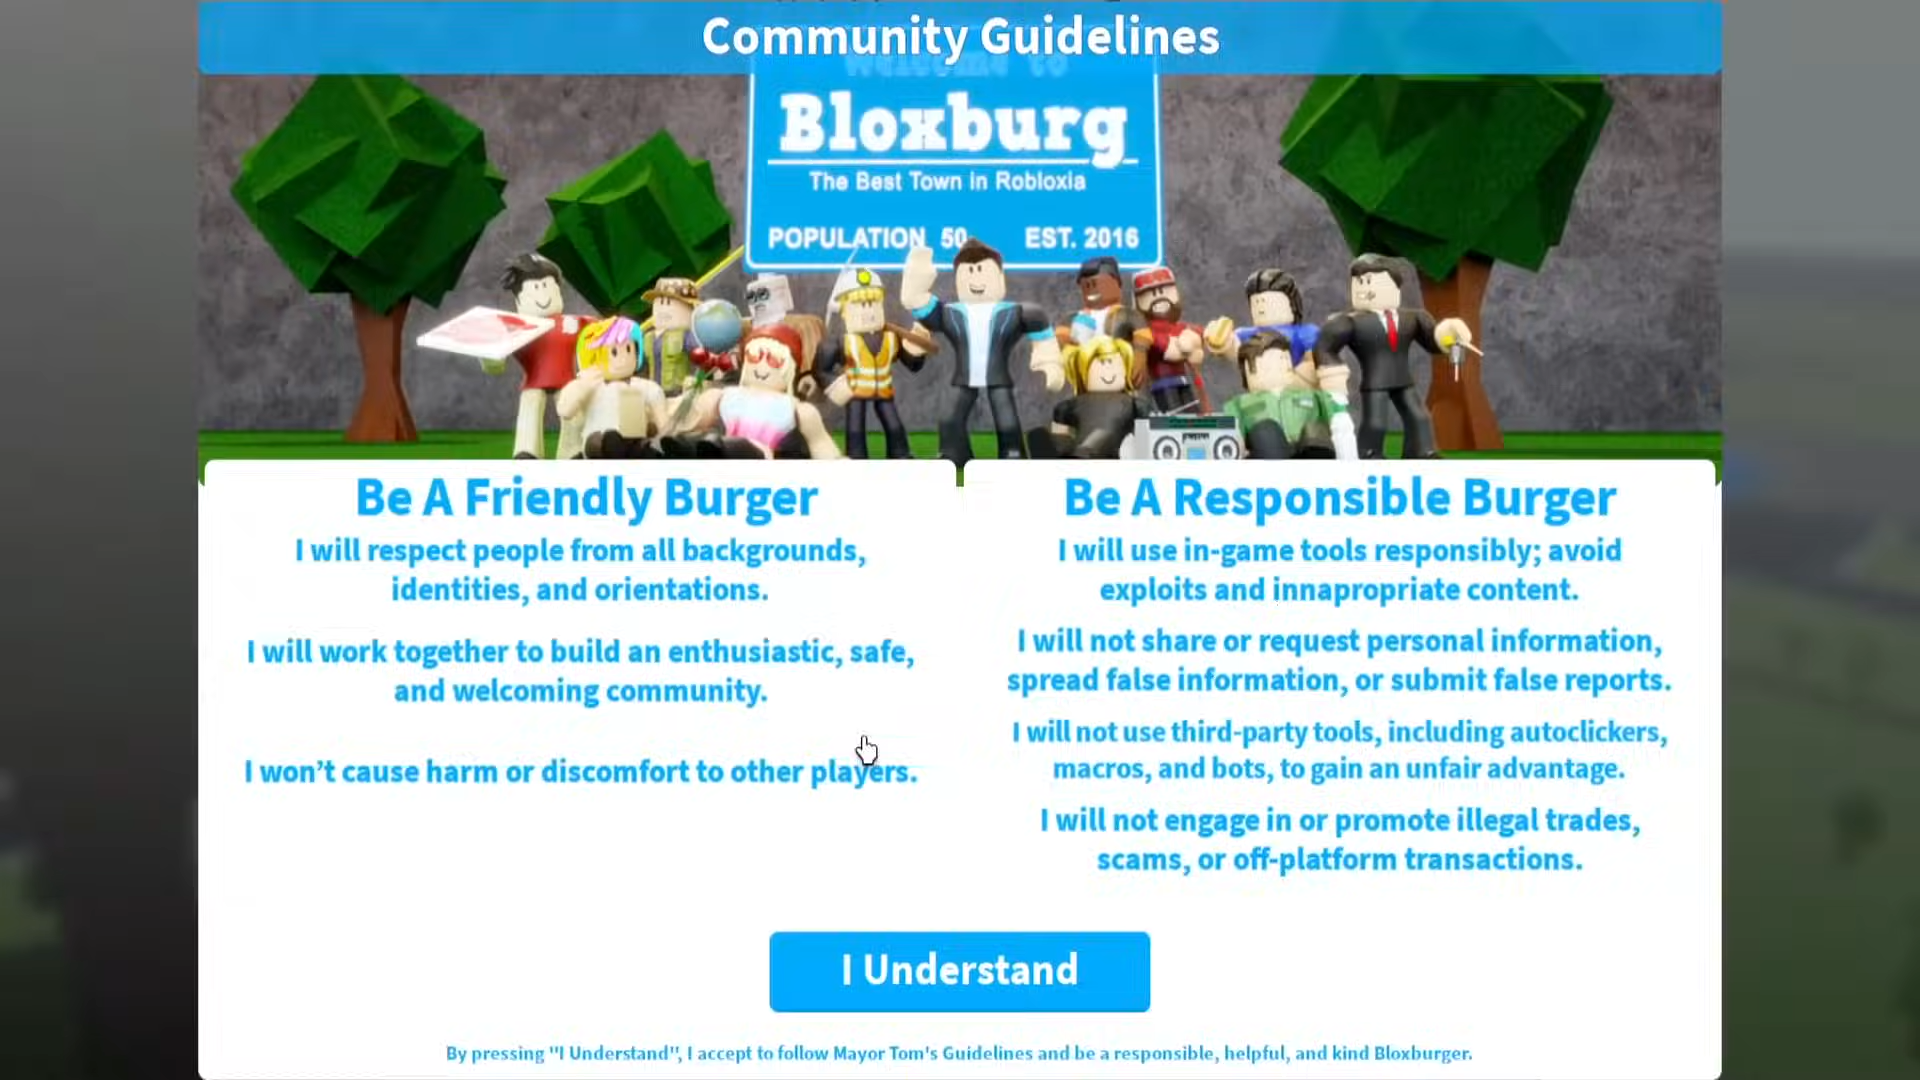 Community Guidelines
Welcome to
Bloxburg
The Best Town in Robloxia
POPULATION 50 EST. 2016
Be A Friendly Burger
I will respect people from all backgrounds,
identities, and orientations.
I will work together to build an enthusiastic, safe,
and welcoming community.
I won’t cause harm or discomfort to other players.
Be A Responsible Burger
I will use in-game tools responsibly; avoid
exploits and innapropriate content.
I will not share or request personal information,
spread false information, or submit false reports.
I will not use third-party tools, including autoclickers,
macros, and bots, to gain an unfair advantage.
I will not engage in or promote illegal trades,
scams, or off-platform transactions.
I Understand
By pressing "I Understand", I accept to follow Mayor Tom's Guidelines and be a responsible, helpful, and kind Bloxburger.